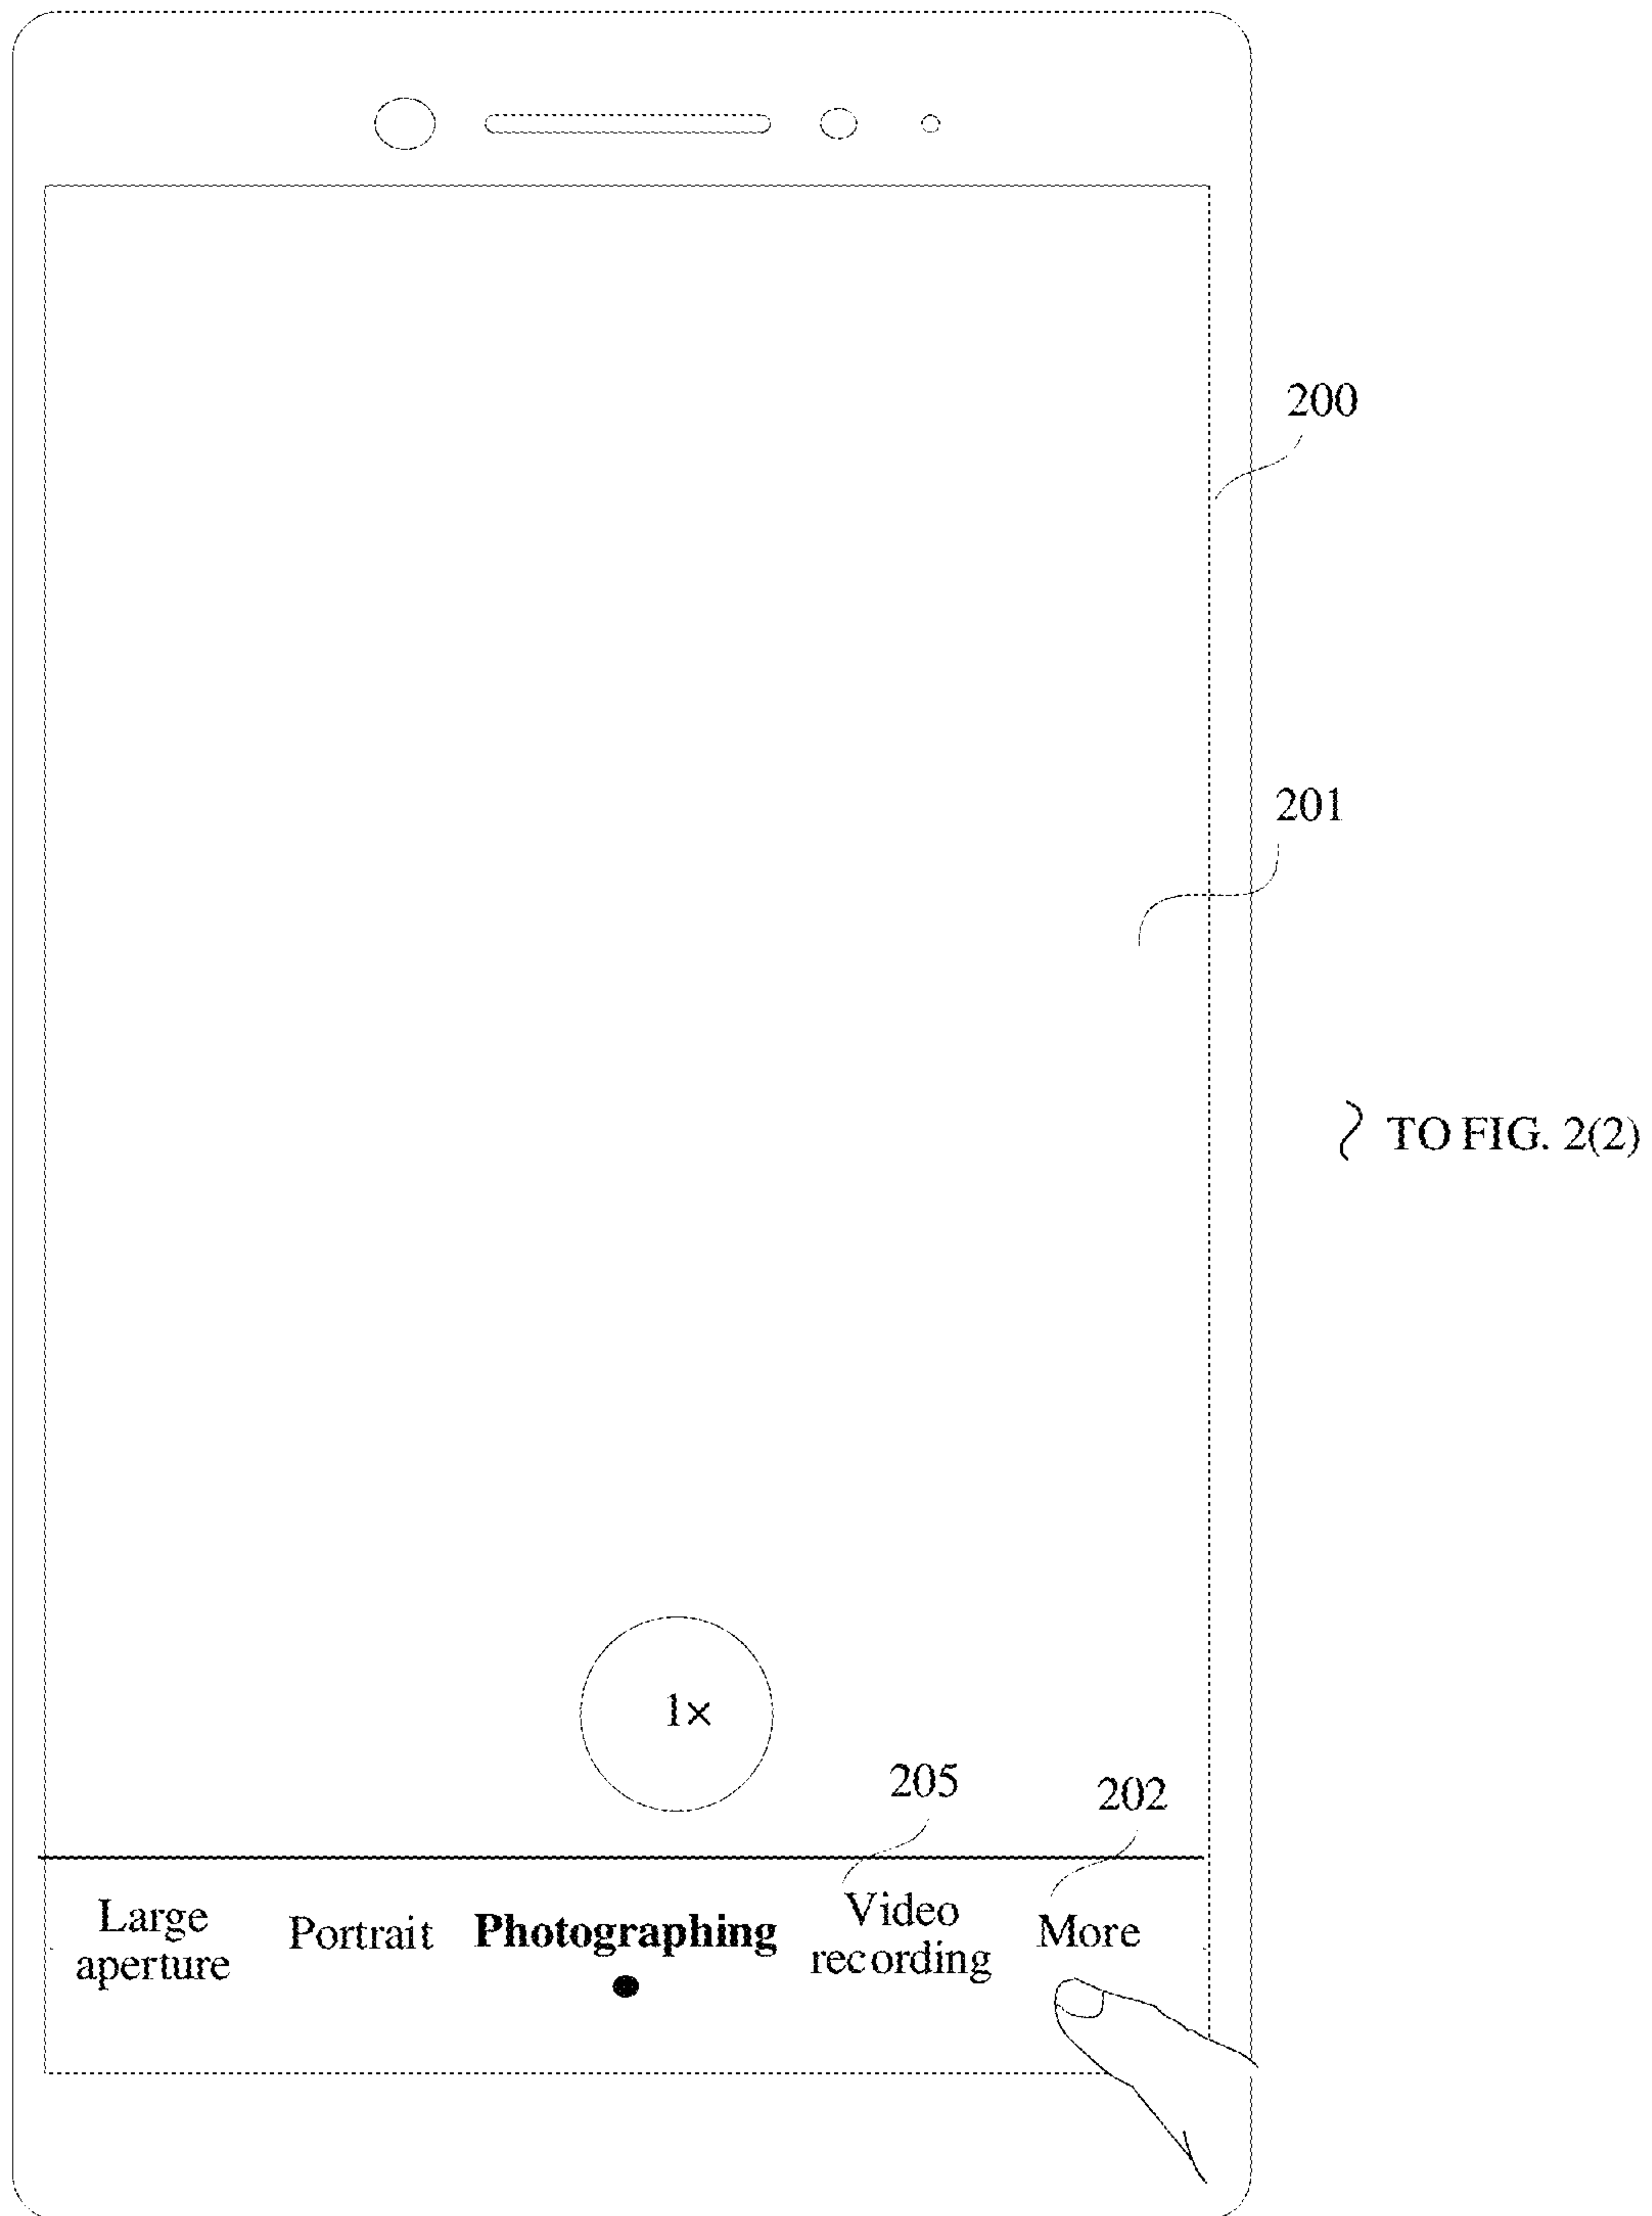 200
201
TO FIG. 2(2)
1×
205
202
Large
aperture
Portrait
Photographing
Video
recording
More